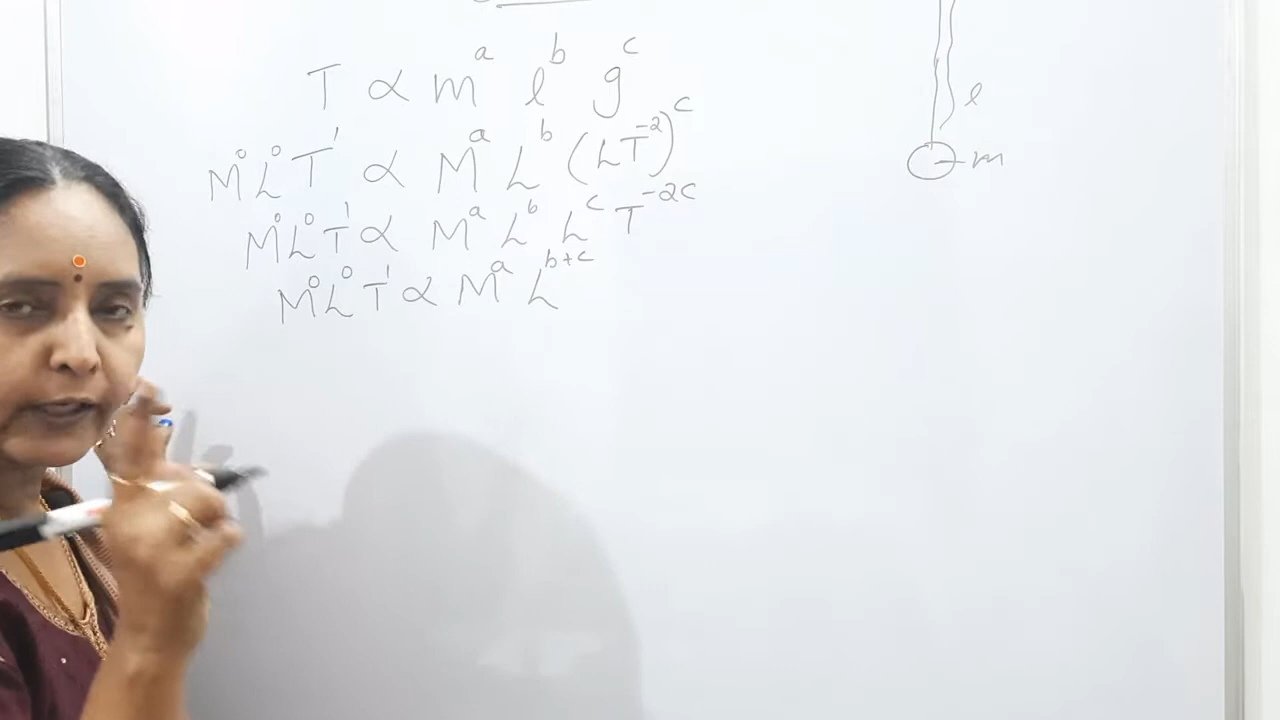 T ∝ m^a l^b g^c
M^0 L^0 T^1 ∝ M^a L^b (LT^-2)^c
M^0 L^0 T^1 ∝ M^a L^b L^c T^-2c
M^0 L^0 T^1 ∝ M^a L^b+c
l
m